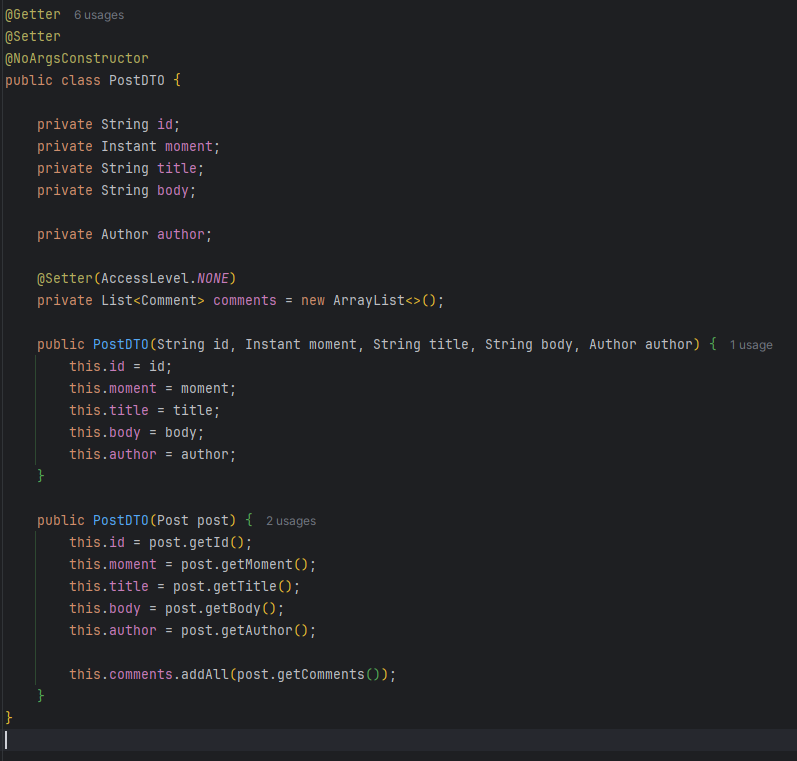 @Getter 6 usages
@Setter
@NoArgsConstructor
public class PostDTO {
private String id;
private Instant moment;
private String title;
private String body;
private Author author;
@Setter(AccessLevel.NONE)
private List<Comment> comments = new ArrayList<>();
public PostDTO(String id, Instant moment, String title, String body, Author author) { 1 usage
this.id = id;
this.moment = moment;
this.title = title;
this.body = body;
this.author = author;
}
public PostDTO(Post post) { 2 usages
this.id = post.getId();
this.moment = post.getMoment();
this.title = post.getTitle();
this.body = post.getBody();
this.author = post.getAuthor();
this.comments.addAll(post.getComments());
}
}